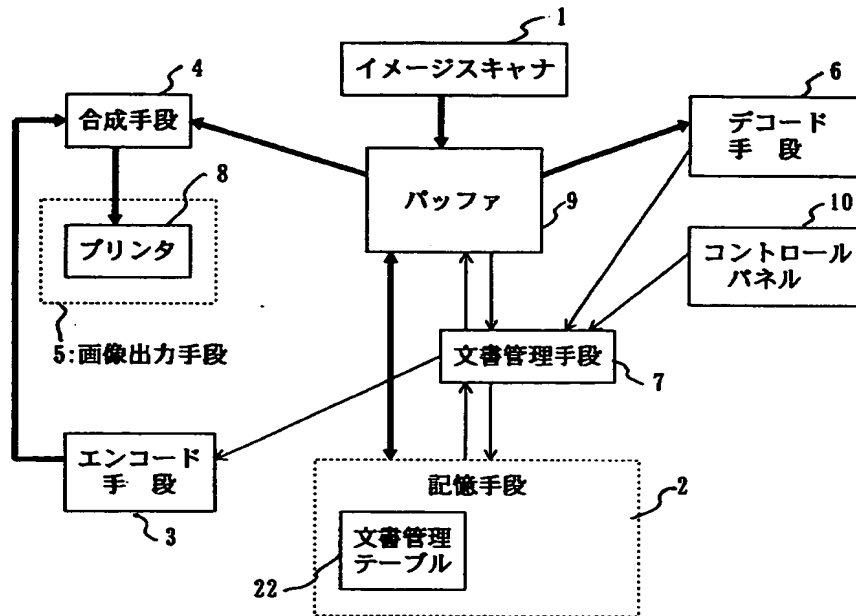 1
イメージスキャナ
4
合成手段
6
デコード
手 段
バッファ
9
8
プリンタ
10
コントロール
パネル
5:画像出力手段
文書管理手段
7
エンコード
手 段
3
記憶手段
2
文書管理
テーブル
22